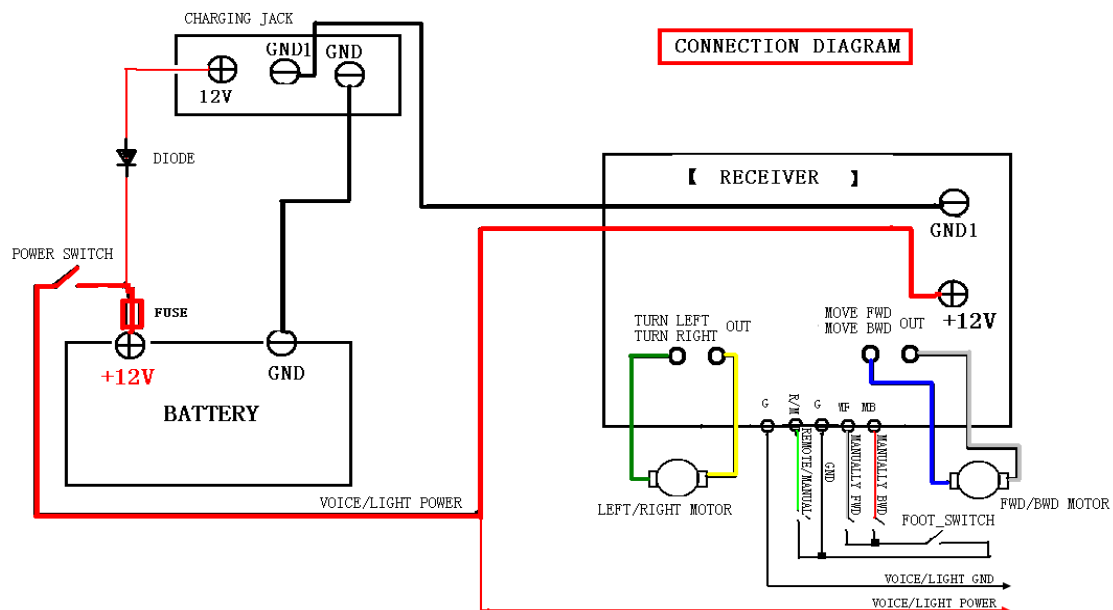 CHARGING JACK
CONNECTION DIAGRAM
GND1
GND
12V
DIODE
【 RECEIVER 】
GND1
POWER SWITCH
FUSE
+12V
MOVE FWD
MOVE BWD
OUT
TURN LEFT
TURN RIGHT
OUT
+12V
GND
BATTERY
G
R/M
G
MF
MB
REMOTE/MANUAL
GND
MANUALLY FWD
MANUALLY BWD
VOICE/LIGHT POWER
LEFT/RIGHT MOTOR
FWD/BWD MOTOR
FOOT_SWITCH
VOICE/LIGHT GND
VOICE/LIGHT POWER